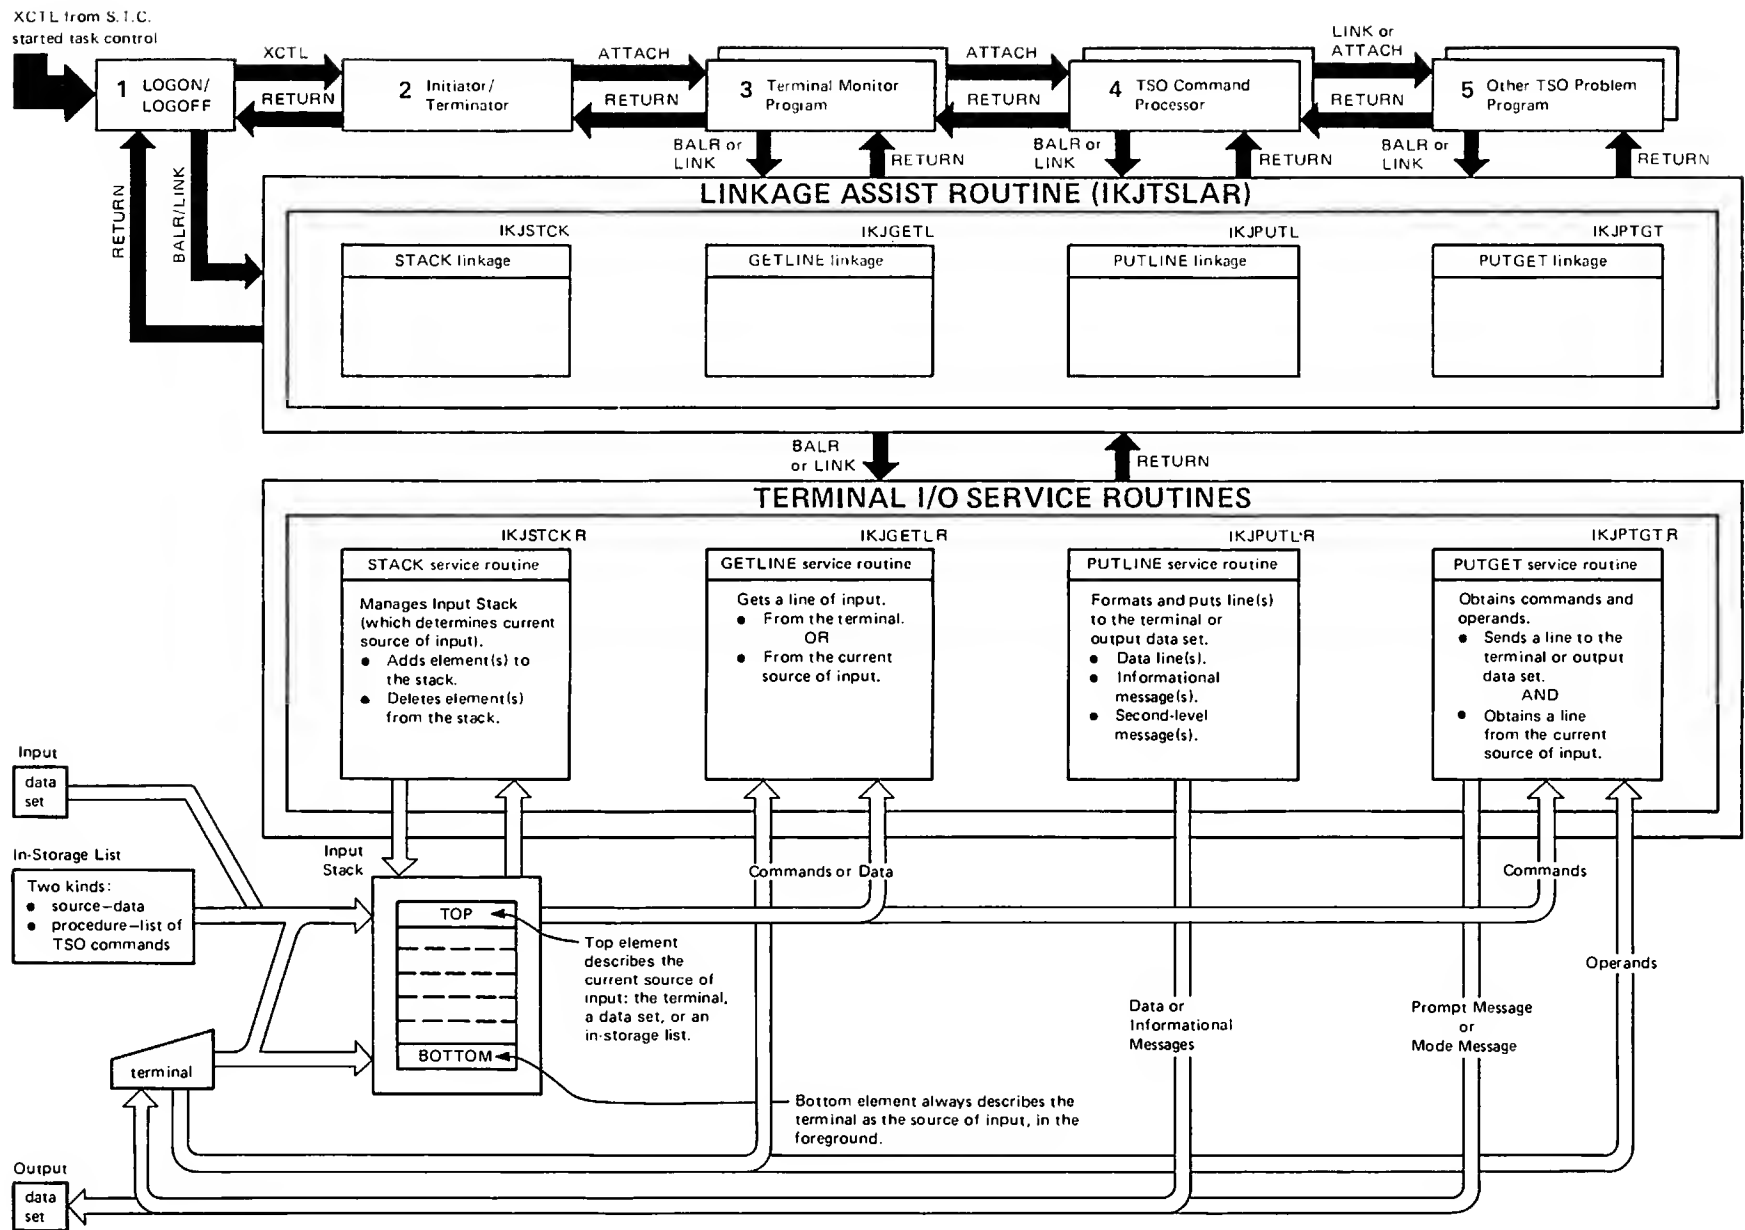 XCTL from S.T.C.
started task control
1 LOGON/
LOGOFF
XCTL
RETURN
2 Initiator/
Terminator
ATTACH
RETURN
3 Terminal Monitor
Program
ATTACH
RETURN
4 TSO Command
Processor
LINK or
ATTACH
RETURN
5 Other TSO Problem
Program
RETURN
BALR/LINK
BALR or
LINK
RETURN
BALR or
LINK
RETURN
BALR or
LINK
RETURN
LINKAGE ASSIST ROUTINE (IKJTSLAR)
IKJSTCK
STACK linkage
IKJGETL
GETLINE linkage
IKJPUTL
PUTLINE linkage
IKJPTGT
PUTGET linkage
BALR
or LINK
RETURN
TERMINAL I/O SERVICE ROUTINES
IKJSTCKR
STACK service routine
Manages Input Stack
(which determines current
source of input).
● Adds element(s) to
the stack.
● Deletes element(s)
from the stack.
IKJGETLR
GETLINE service routine
Gets a line of input.
● From the terminal.
OR
● From the current
source of input.
IKJPUTL'R
PUTLINE service routine
Formats and puts line(s)
to the terminal or
output data set.
● Data line(s).
● Informational
message(s).
● Second-level
message(s).
IKJPTGTR
PUTGET service routine
Obtains commands and
operands.
● Sends a line to the
terminal or output
data set.
AND
● Obtains a line
from the current
source of input.
Input
data
set
In-Storage List
Two kinds:
● source–data
● procedure–list of
TSO commands
Input
Stack
TOP
BOTTOM
Top element
describes the
current source of
input: the terminal,
a data set, or an
in-storage list.
Commands or Data
Commands
Operands
Data or
Informational
Messages
Prompt Message
or
Mode Message
terminal
Bottom element always describes the
terminal as the source of input, in the
foreground.
Output
data
set